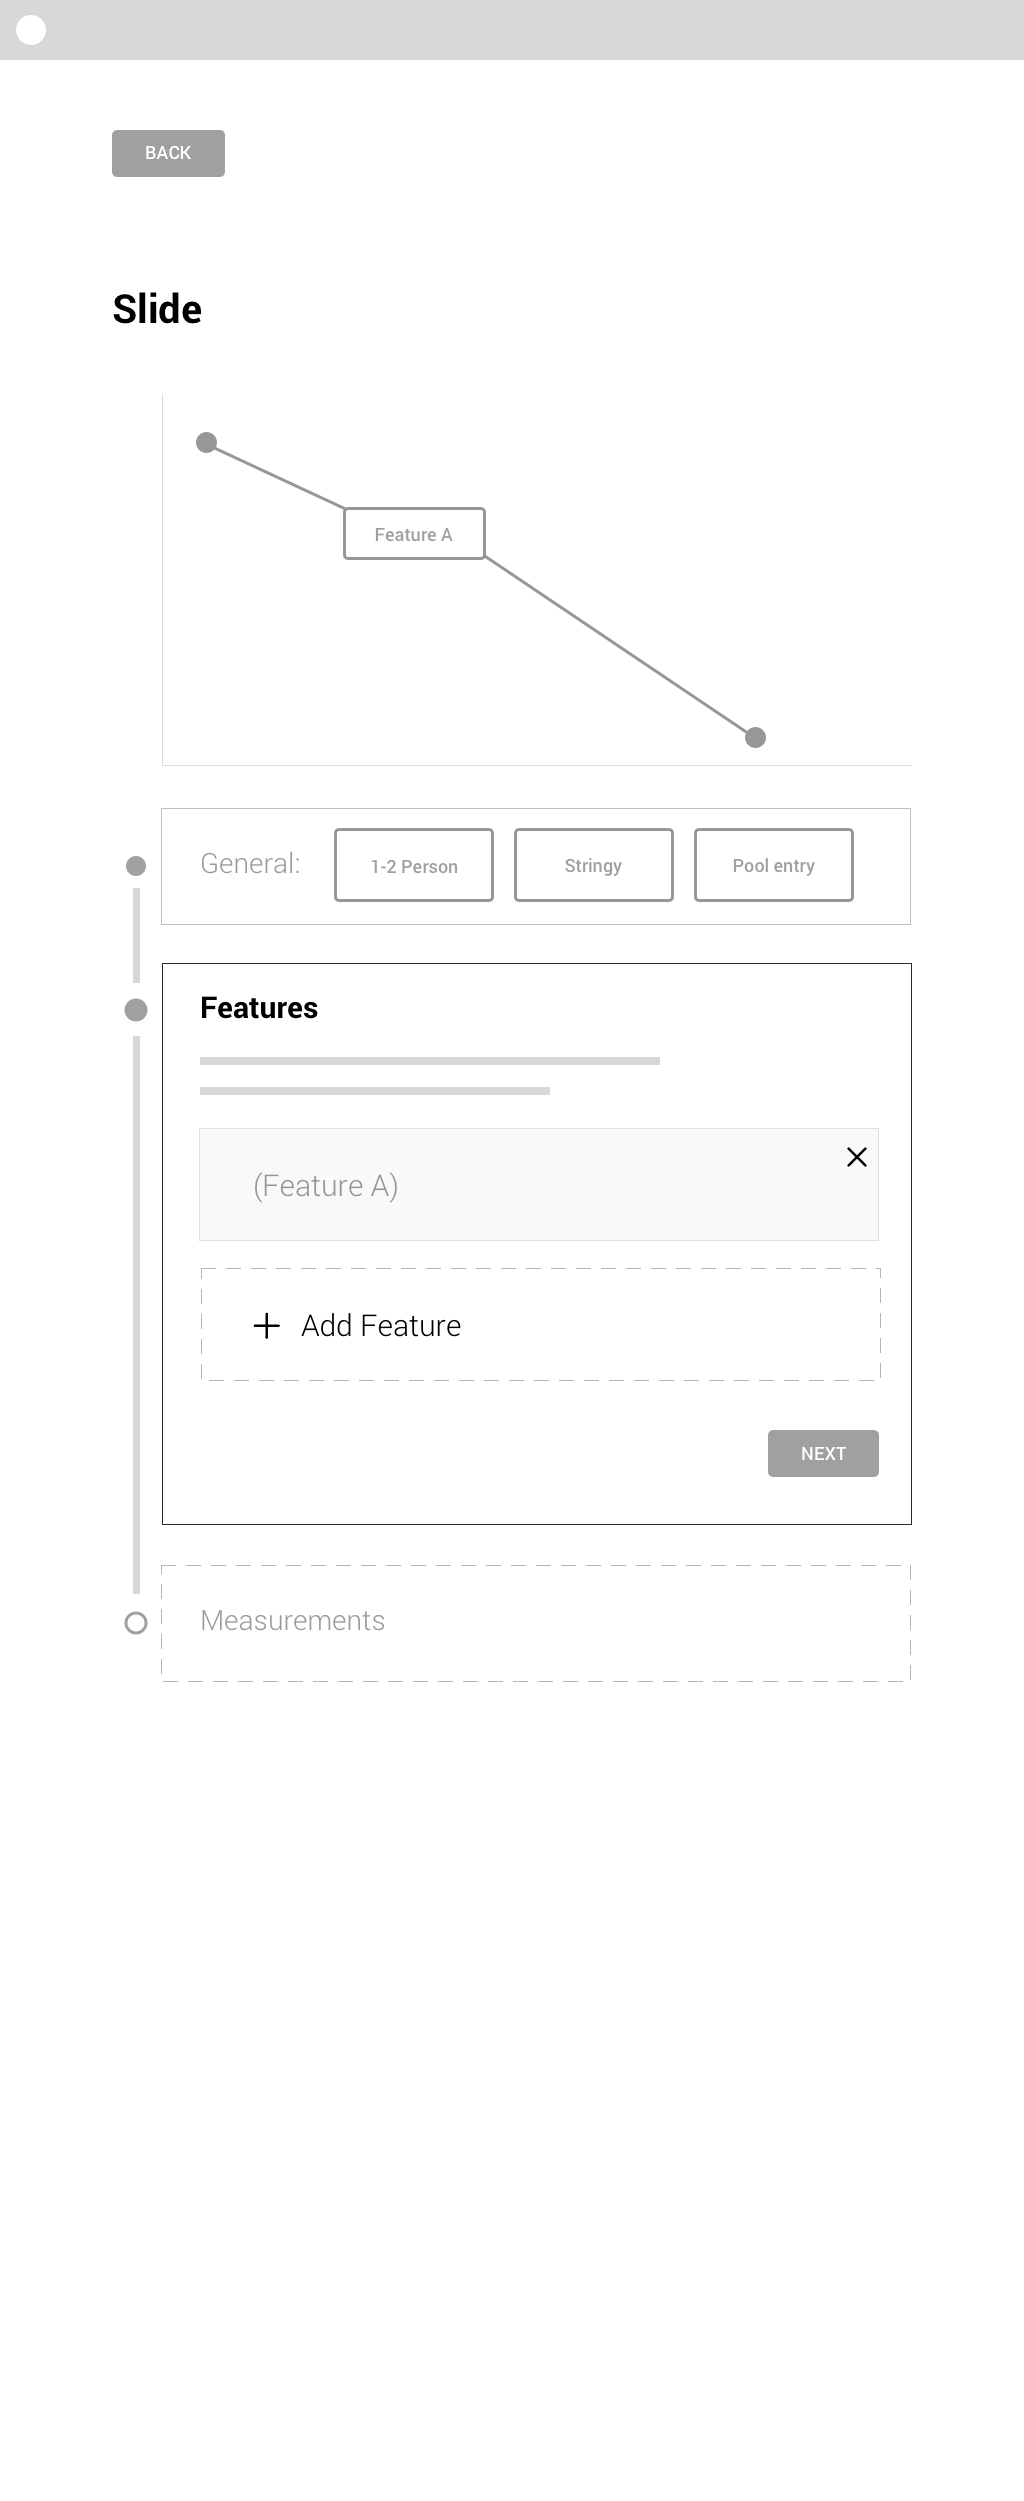 BACK
Slide
Feature A
General:
1-2 Person
Stringy
Pool entry
Features
(Feature A)
Add Feature
NEXT
Measurements